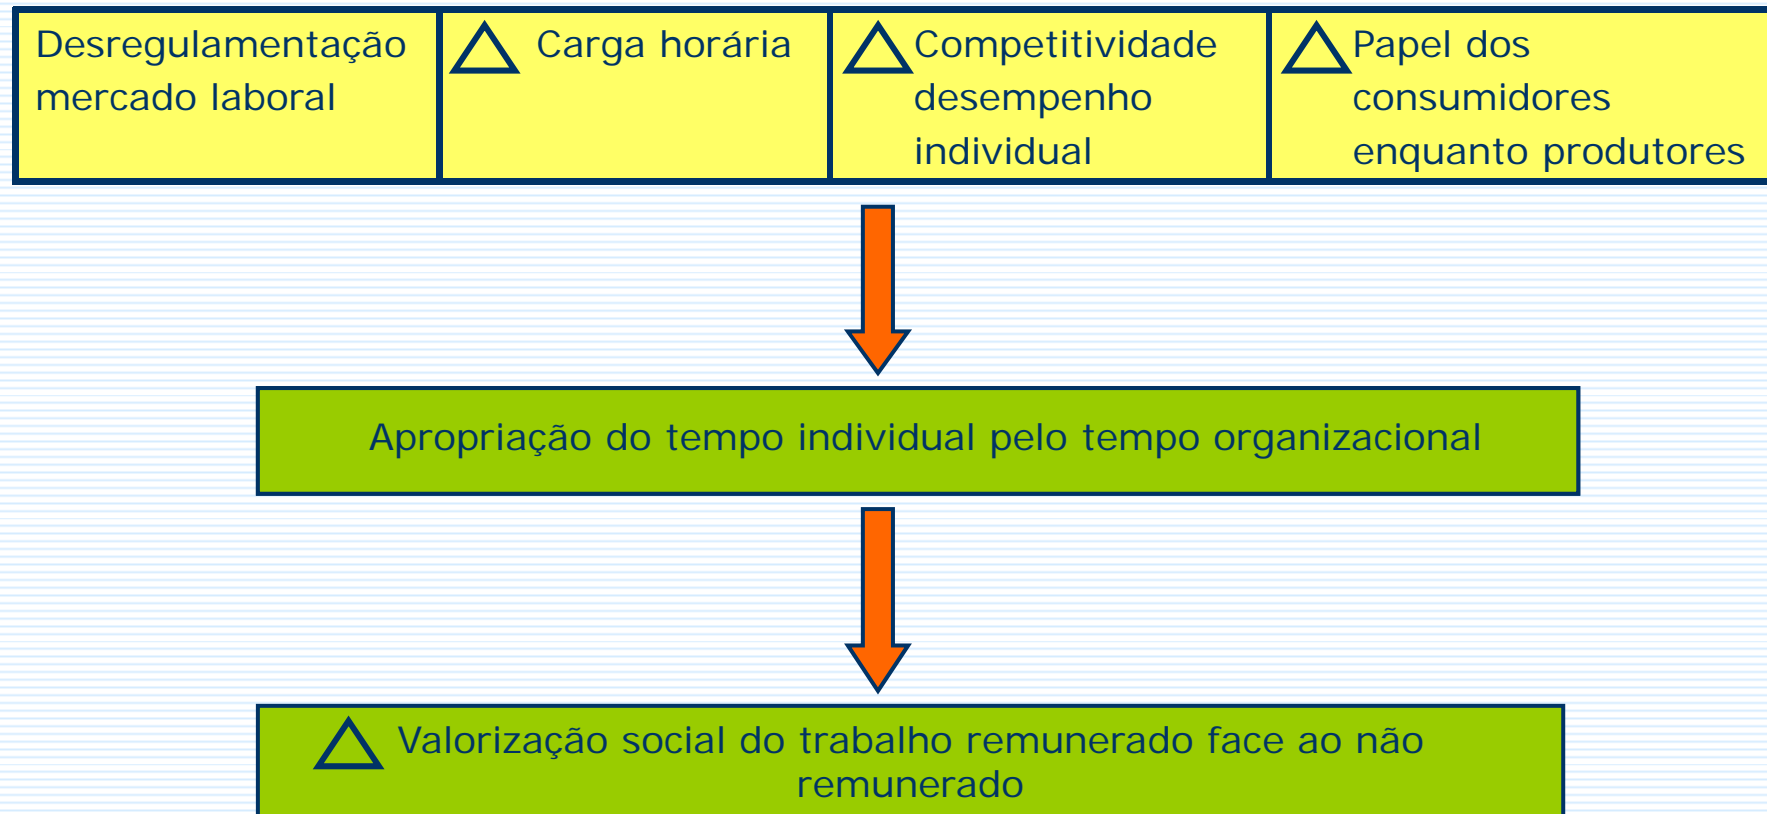 Desregulamentação
mercado laboral
Carga horária
Competitividade
desempenho
individual
Papel dos
consumidores
enquanto produtores
Apropriação do tempo individual pelo tempo organizacional
Valorização social do trabalho remunerado face ao não
remunerado